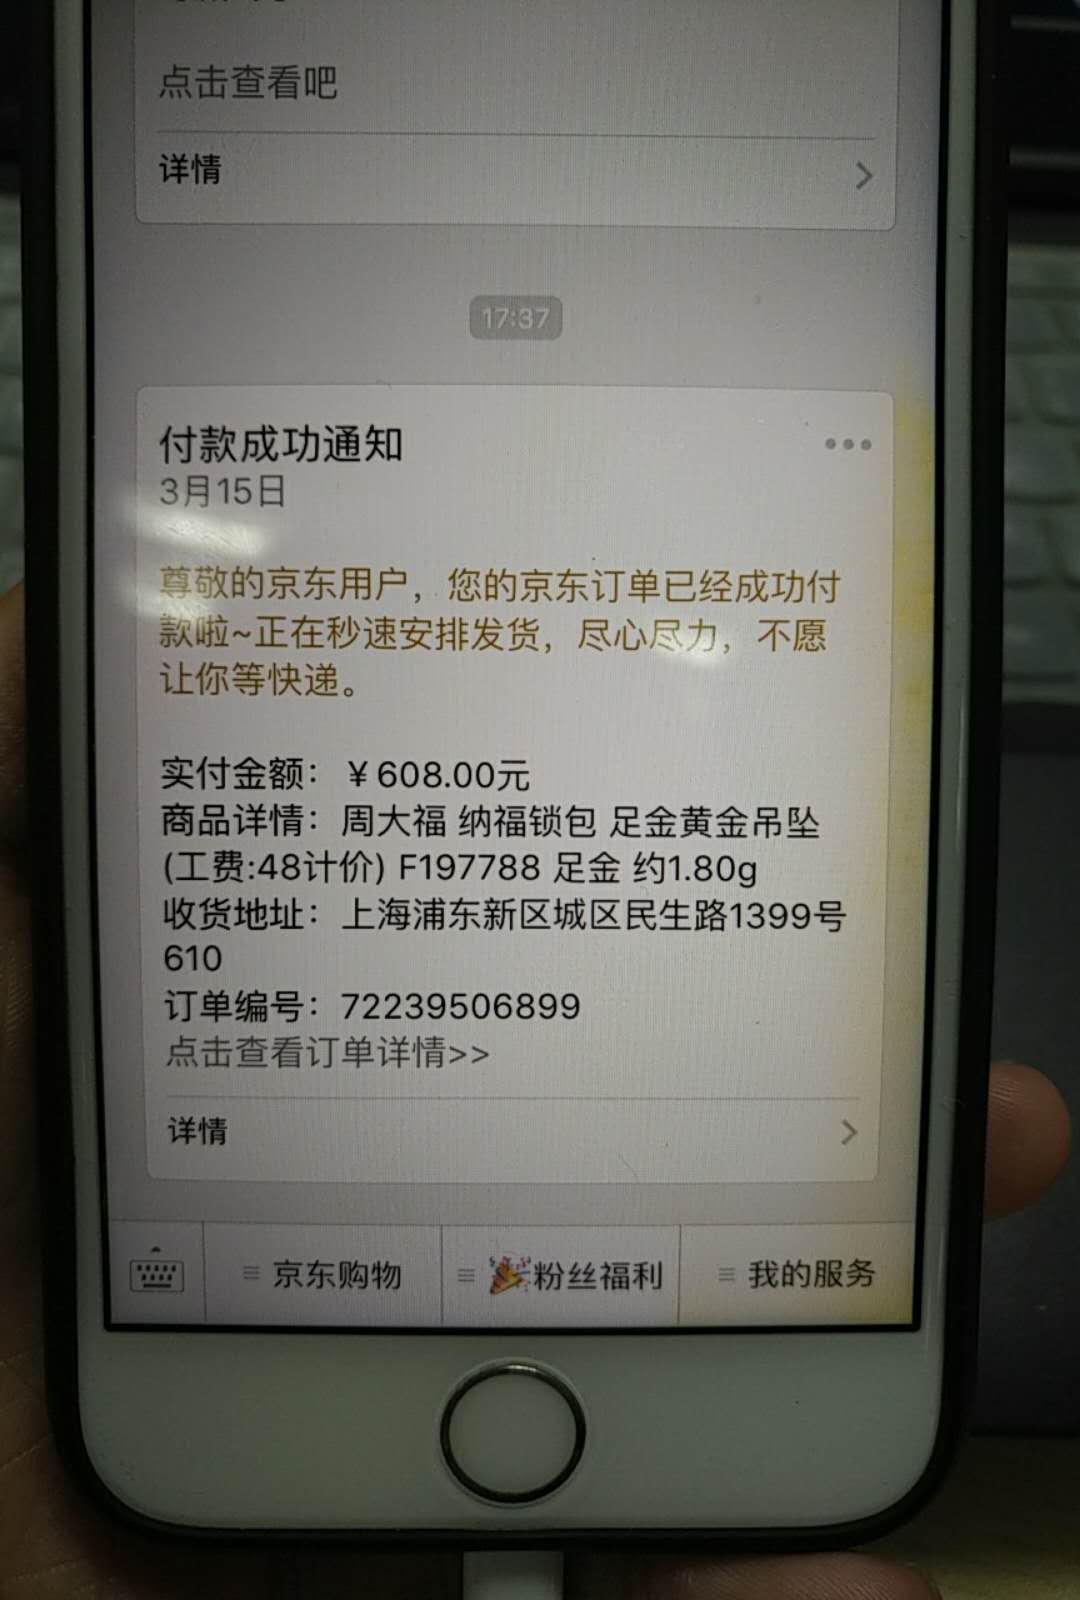 点击查看吧
详情
17:37
付款成功通知
3月15日
尊敬的京东用户，您的京东订单已经成功付
款啦~正在秒速安排发货，尽心尽力，不愿
让你等快递。
实付金额：￥608.00元
商品详情：周大福 纳福锁包 足金黄金吊坠
(工费:48计价) F197788 足金 约1.80g
收货地址：上海浦东新区城区民生路1399号
610
订单编号：72239506899
点击查看订单详情>>
详情
京东购物
粉丝福利
我的服务